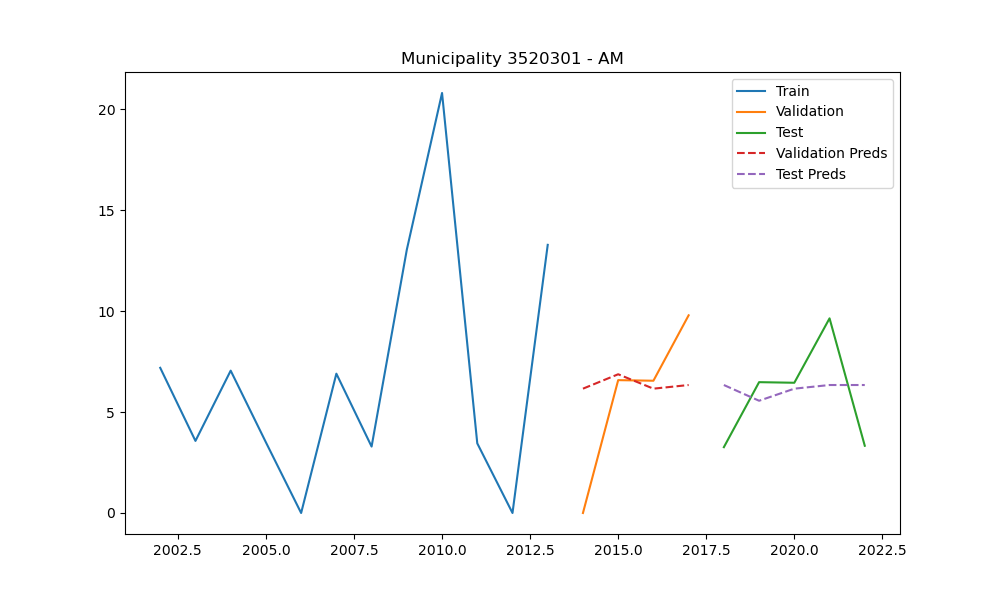 Municipality 3520301 - AM
Train
Validation
Test
Validation Preds
Test Preds
20
15
10
5
0
2002.5 2005.0 2007.5 2010.0 2012.5 2015.0 2017.5 2020.0 2022.5